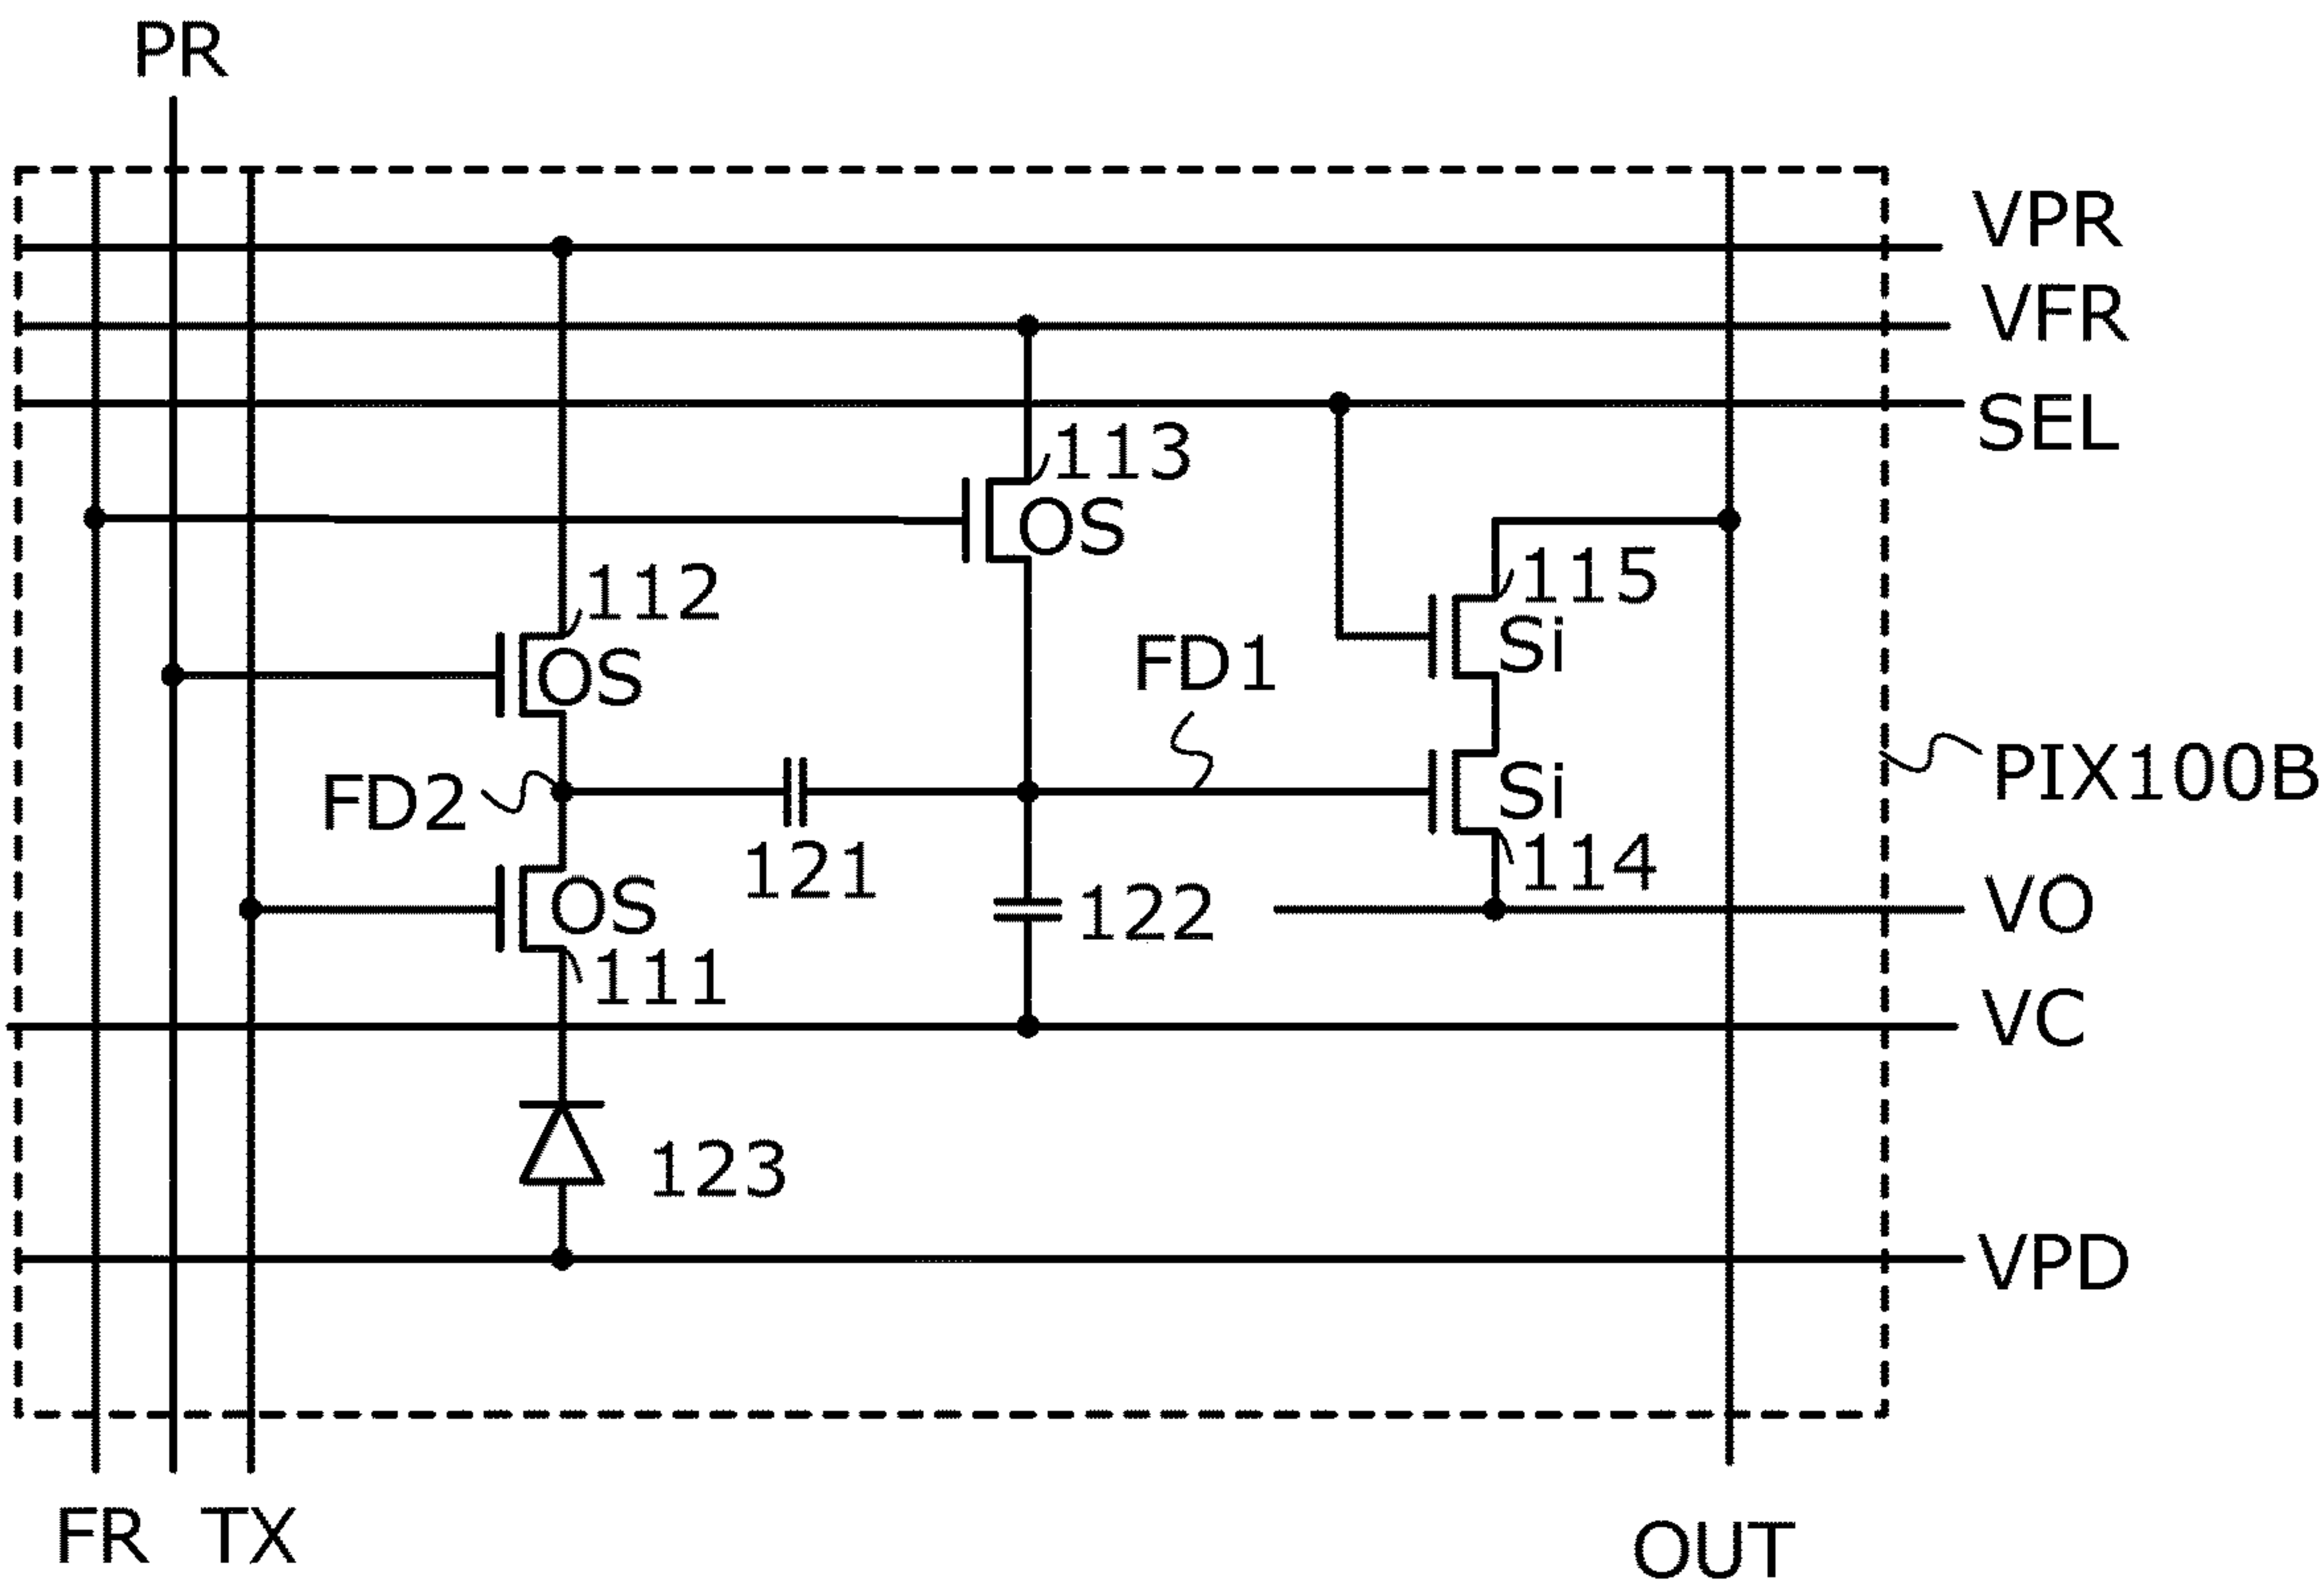 PR
VPR
VFR
SEL
113
OS
112
OS
115
Si
FD1
FD2
Si
PIX100B
121
114
OS
122
VO
111
VC
123
VPD
FR
TX
OUT